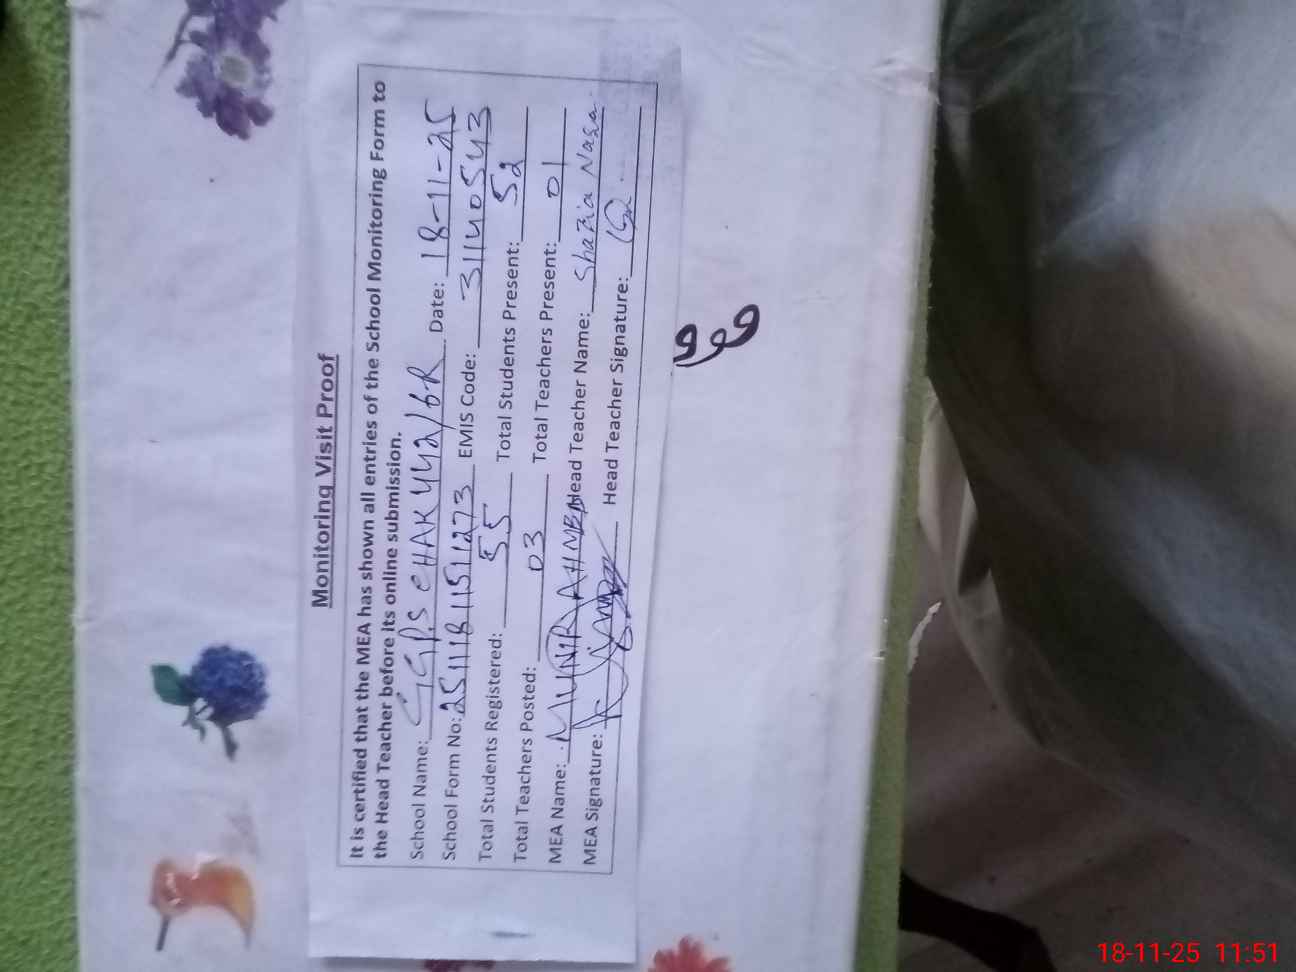 Monitoring Visit Proof
It is certified that the MEA has shown all entries of the School Monitoring Form to
the Head Teacher before its online submission.
School Name: GGPS CHAK 442/6R Date: 18-11-25
School Form No: 2511181151273 EMIS Code: 31140543
Total Students Registered: 55 Total Students Present: 52
Total Teachers Posted: 03 Total Teachers Present: 01
MEA Name: MUNIR AHMED Head Teacher Name: Shazia Naza
MEA Signature: Head Teacher Signature:
18-11-25 11:51